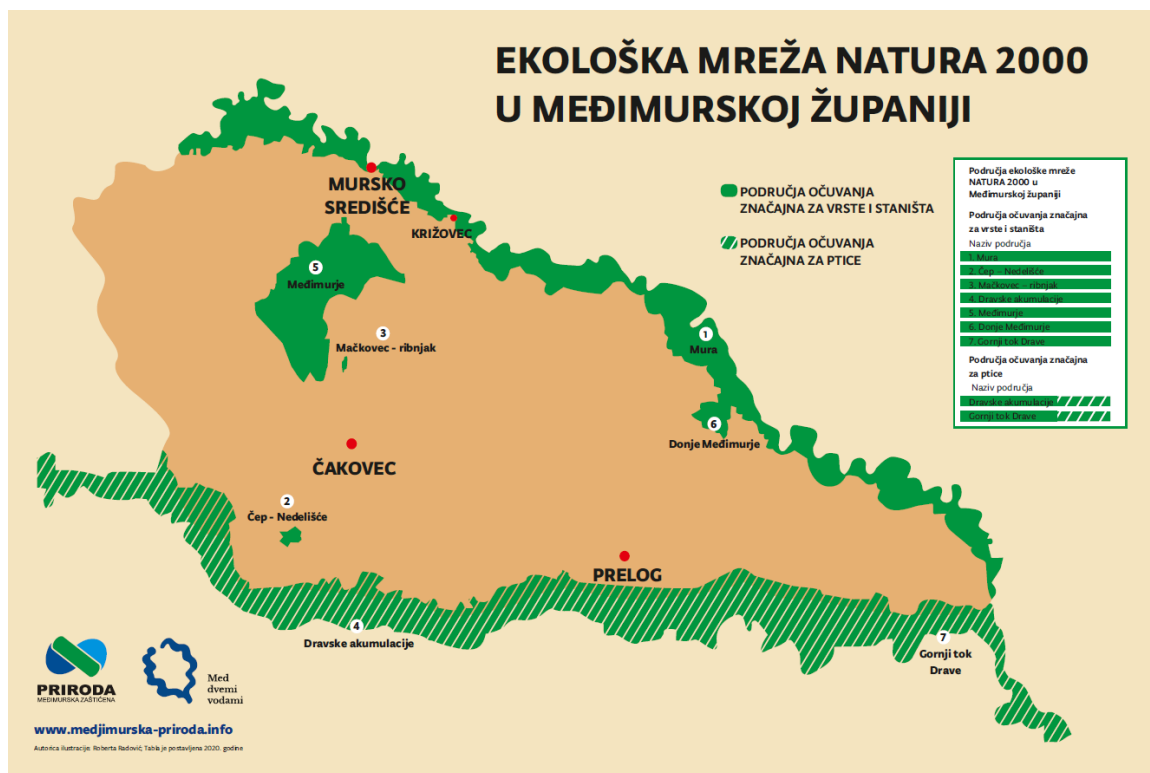 EKOLOŠKA MREŽA NATURA 2000
U MEĐIMURSKOJ ŽUPANIJI
PODRUČJA OČUVANJA
ZNAČAJNA ZA VRSTE I STANIŠTA
PODRUČJA OČUVANJA
ZNAČAJNA ZA PTICE
Područja ekološke mreže
NATURA 2000 u
Međimurskoj županiji
Područja očuvanja značajna
za vrste i staništa
Naziv područja
1. Mura
2. Čep – Nedelišće
3. Mačkovec – ribnjak
4. Dravske akumulacije
5. Međimurje
6. Donje Međimurje
7. Gornji tok Drave
Područja očuvanja značajna
za ptice
Naziv područja
Dravske akumulacije
Gornji tok Drave
MURSKO
SREDIŠĆE
KRIŽOVEC
5
Međimurje
3
Mačkovec - ribnjak
1
Mura
6
Donje Međimurje
ČAKOVEC
2
Čep - Nedelišće
PRELOG
4
Dravske akumulacije
7
Gornji tok
Drave
PRIRODA
MEĐIMURSKA ZAŠTIĆENA
Med
dvemi
vodami
www.medjimurska-priroda.info
Autorica ilustracije: Roberta Radović; Tabla je postavljena 2020. godine